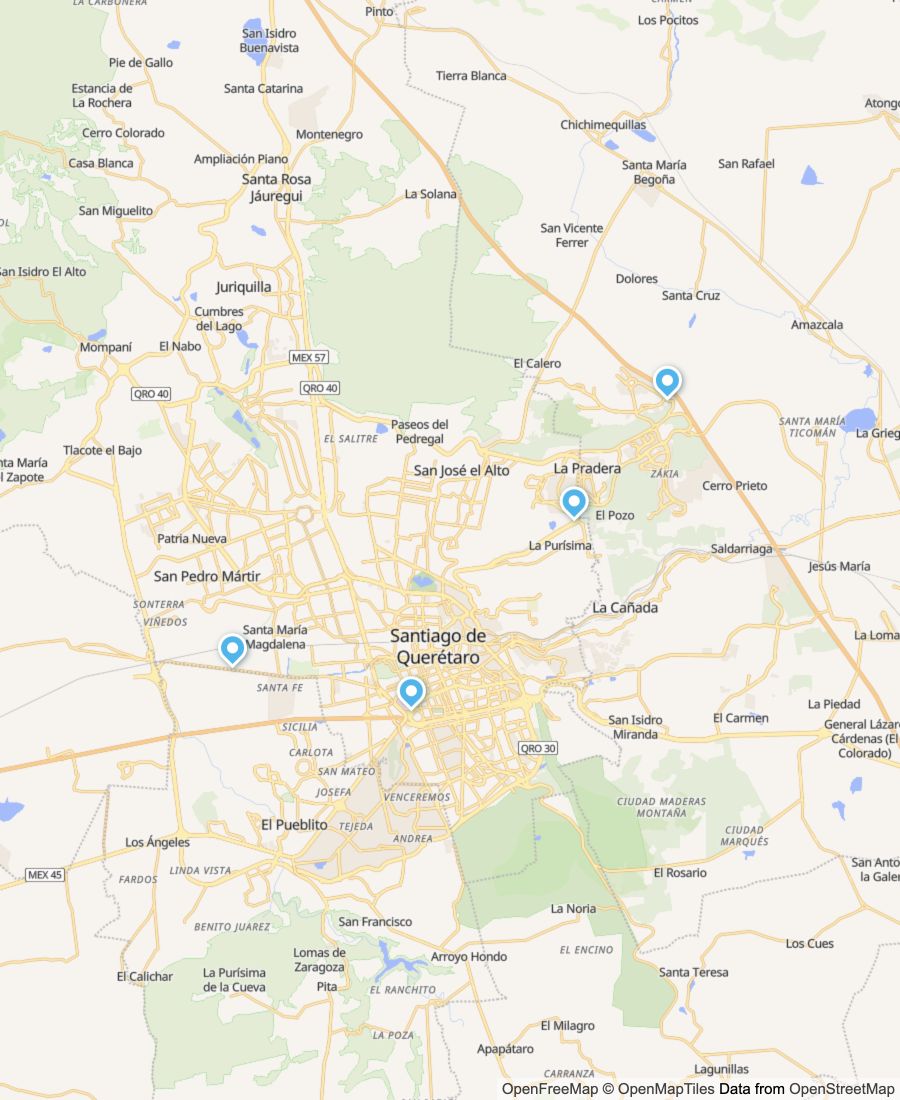 LA CARBONERA
Pinto
CARMEN
Los Pocitos
San Isidro
Buenavista
Pie de Gallo
Tierra Blanca
Estancia de
La Rochera
Santa Catarina
Atongo
Chichimequillas
Cerro Colorado
Montenegro
Casa Blanca
Ampliación Piano
Santa María
Begoña
San Rafael
Santa Rosa
Jáuregui
La Solana
San Miguelito
San Vicente
Ferrer
San Isidro El Alto
Juriquilla
Dolores
Santa Cruz
Cumbres
del Lago
Amazcala
Mompaní
El Nabo
MEX 57
El Calero
QRO 40
QRO 40
Paseos del
Pedregal
EL SALITRE
SANTA MARÍA
TICOMÁN
La Grieg
Tlacote el Bajo
nta María
l Zapote
San José el Alto
La Pradera
ZÁKIA
Cerro Prieto
El Pozo
Patria Nueva
La Purísima
Saldarriaga
Jesús María
San Pedro Mártir
SONTERRA
VIÑEDOS
La Cañada
Santa María
Magdalena
Santiago de
Querétaro
La Loma
SANTA FE
La Piedad
SICILIA
San Isidro
Miranda
El Carmen
General Lázaro
Cárdenas (El
Colorado)
CARLOTA
QRO 30
SAN MATEO
JOSEFA
VENCEREMOS
CIUDAD MADERAS
MONTAÑA
El Pueblito
TEJEDA
ANDREA
CIUDAD
MARQUÉS
Los Ángeles
MEX 45
FARDOS
LINDA VISTA
El Rosario
San Anto
la Galer
BENITO JUÁREZ
San Francisco
La Noria
Los Cues
EL ENCINO
Lomas de
Zaragoza
Arroyo Hondo
El Calichar
La Purísima
de la Cueva
Pita
EL RANCHITO
Santa Teresa
LA POZA
El Milagro
Apapátaro
CARRANZA
Lagunillas
OpenFreeMap © OpenMapTiles Data from OpenStreetMap